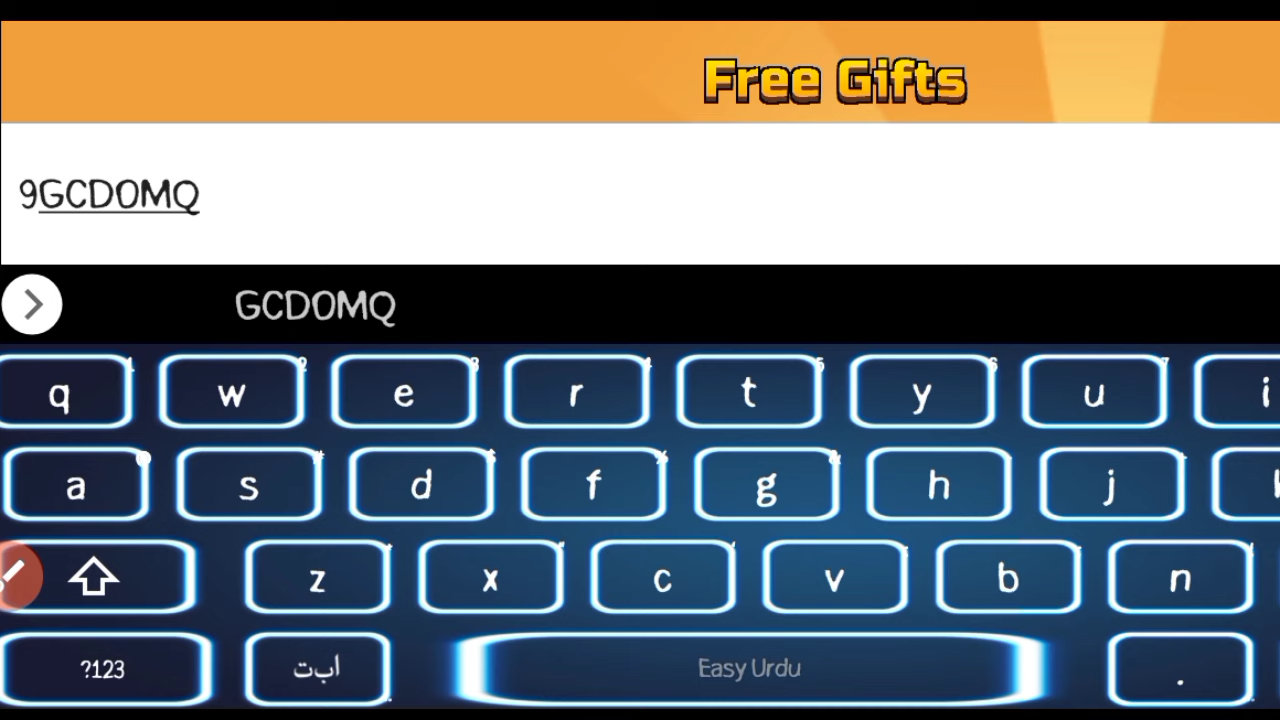 Free Gifts
9GCDOMQ
GCDOMQ
q w e r t y u i
a s d f g h j
z x c v b n
?123 ابت Easy Urdu .